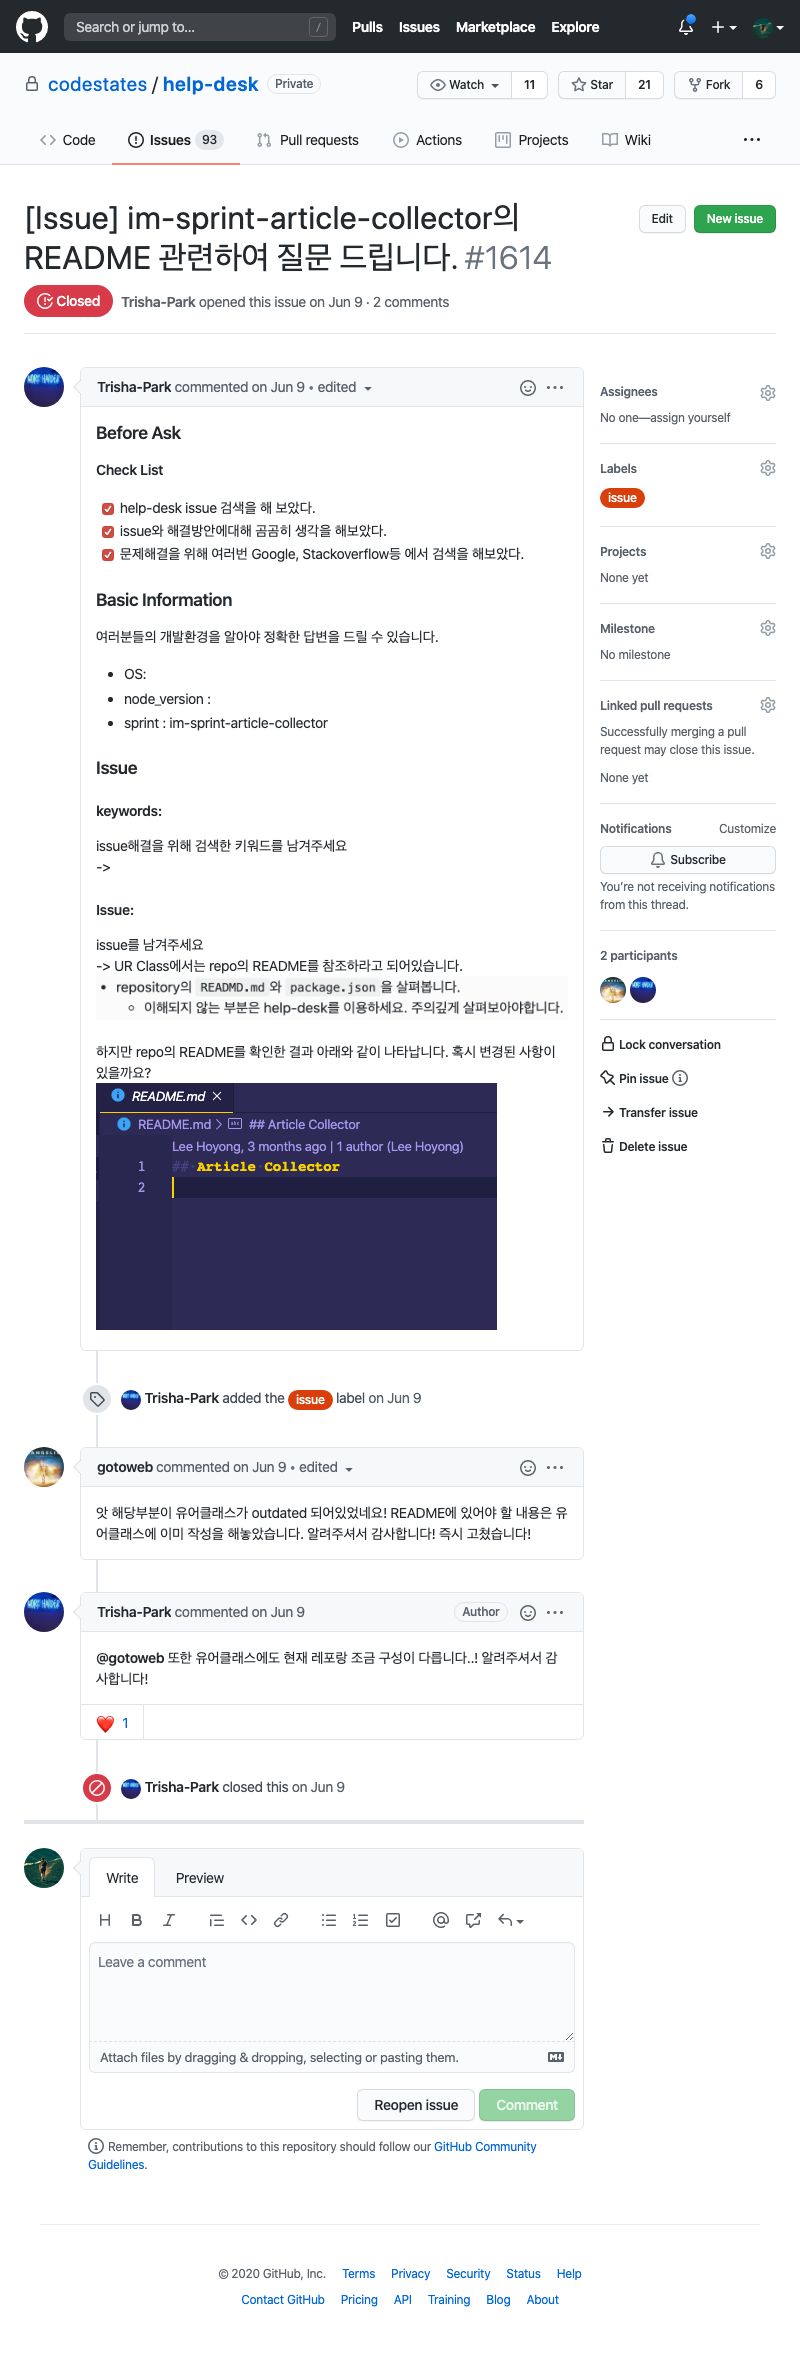 Search or jump to... /
Pulls Issues Marketplace Explore
codestates / help-desk Private
Watch 11 Star 21 Fork 6
Code Issues 93 Pull requests Actions Projects Wiki
[Issue] im-sprint-article-collector의
README 관련하여 질문 드립니다. #1614
Edit New issue
Closed Trisha-Park opened this issue on Jun 9 · 2 comments
Trisha-Park commented on Jun 9 • edited
Before Ask
Check List
help-desk issue 검색을 해 보았다.
issue와 해결방안에대해 곰곰히 생각을 해보았다.
문제해결을 위해 여러번 Google, Stackoverflow등 에서 검색을 해보았다.
Basic Information
여러분들의 개발환경을 알아야 정확한 답변을 드릴 수 있습니다.
• OS:
• node_version :
• sprint : im-sprint-article-collector
Issue
keywords:
issue해결을 위해 검색한 키워드를 남겨주세요
->
Issue:
issue를 남겨주세요
-> UR Class에서는 repo의 README를 참조하라고 되어있습니다.
• repository의 READMD.md 와 package.json 을 살펴봅니다.
◦ 이해되지 않는 부분은 help-desk를 이용하세요. 주의깊게 살펴보아야합니다.
하지만 repo의 README를 확인한 결과 아래와 같이 나타납니다. 혹시 변경된 사항이
있을까요?
README.md ×
README.md > ## Article Collector
Lee Hoyong, 3 months ago | 1 author (Lee Hoyong)
1 ## Article Collector
2
Trisha-Park added the issue label on Jun 9
gotoweb commented on Jun 9 • edited
앗 해당부분이 유어클래스가 outdated 되어있었네요! README에 있어야 할 내용은 유
어클래스에 이미 작성을 해놓았습니다. 알려주셔서 감사합니다! 즉시 고쳤습니다!
Trisha-Park commented on Jun 9 Author
@gotoweb 또한 유어클래스에도 현재 레포랑 조금 구성이 다릅니다..! 알려주셔서 감
사합니다!
❤️ 1
Trisha-Park closed this on Jun 9
Write Preview
Leave a comment
Attach files by dragging & dropping, selecting or pasting them.
Reopen issue Comment
Remember, contributions to this repository should follow our GitHub Community
Guidelines.
Assignees
No one—assign yourself
Labels
issue
Projects
None yet
Milestone
No milestone
Linked pull requests
Successfully merging a pull
request may close this issue.
None yet
Notifications Customize
Subscribe
You're not receiving notifications
from this thread.
2 participants
Lock conversation
Pin issue
Transfer issue
Delete issue
© 2020 GitHub, Inc. Terms Privacy Security Status Help
Contact GitHub Pricing API Training Blog About